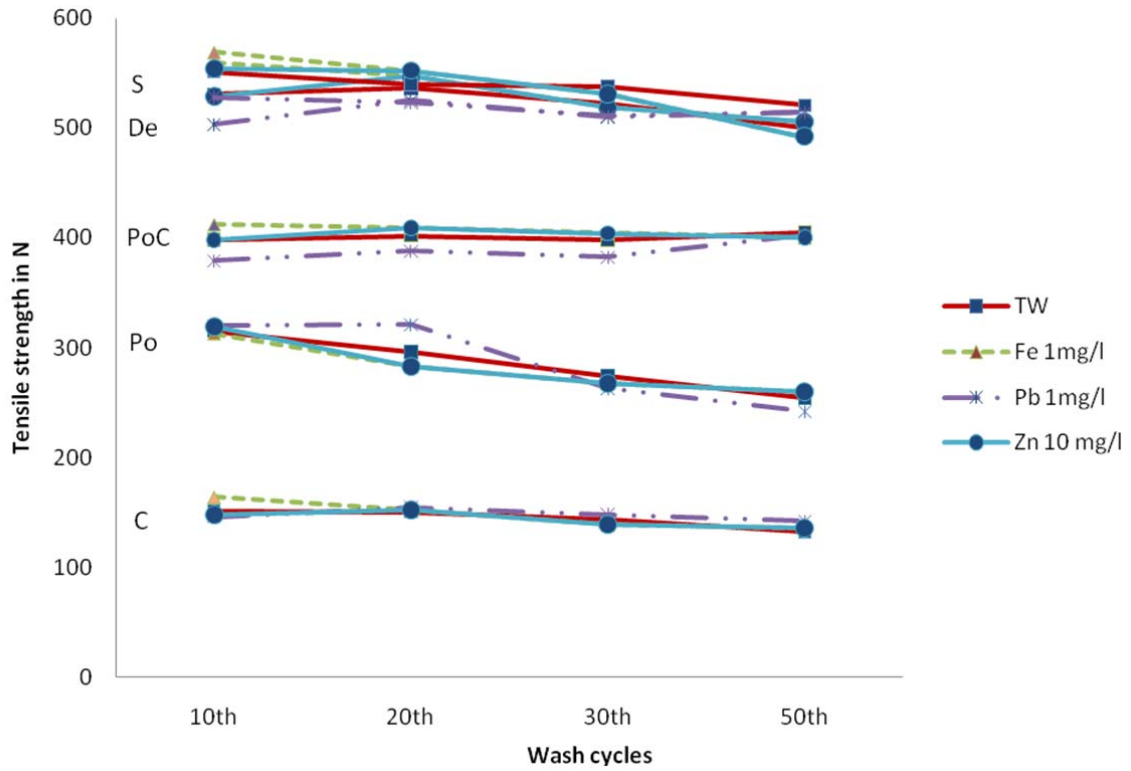 600
500
400
300
200
100
0
S
De
PoC
Po
C
Tensile strength in N
10th 20th 30th 50th
Wash cycles
TW
Fe 1mg/l
Pb 1mg/l
Zn 10 mg/l